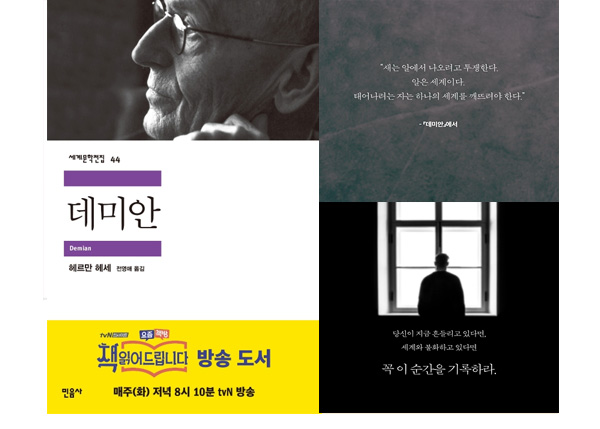 세계문학전집 44
데미안
Demian
헤르만 헤세 전영애 옮김
tvN
요즘책방
책 읽어드립니다 방송 도서
민음사
매주(화) 저녁 8시 10분 tvN 방송
"새는 알에서 나오려고 투쟁한다.
알은 세계이다.
태어나려는 자는 하나의 세계를 깨뜨려야 한다."
- 『데미안』에서
당신이 지금 흔들리고 있다면,
세계와 불화하고 있다면
꼭 이 순간을 기록하라.